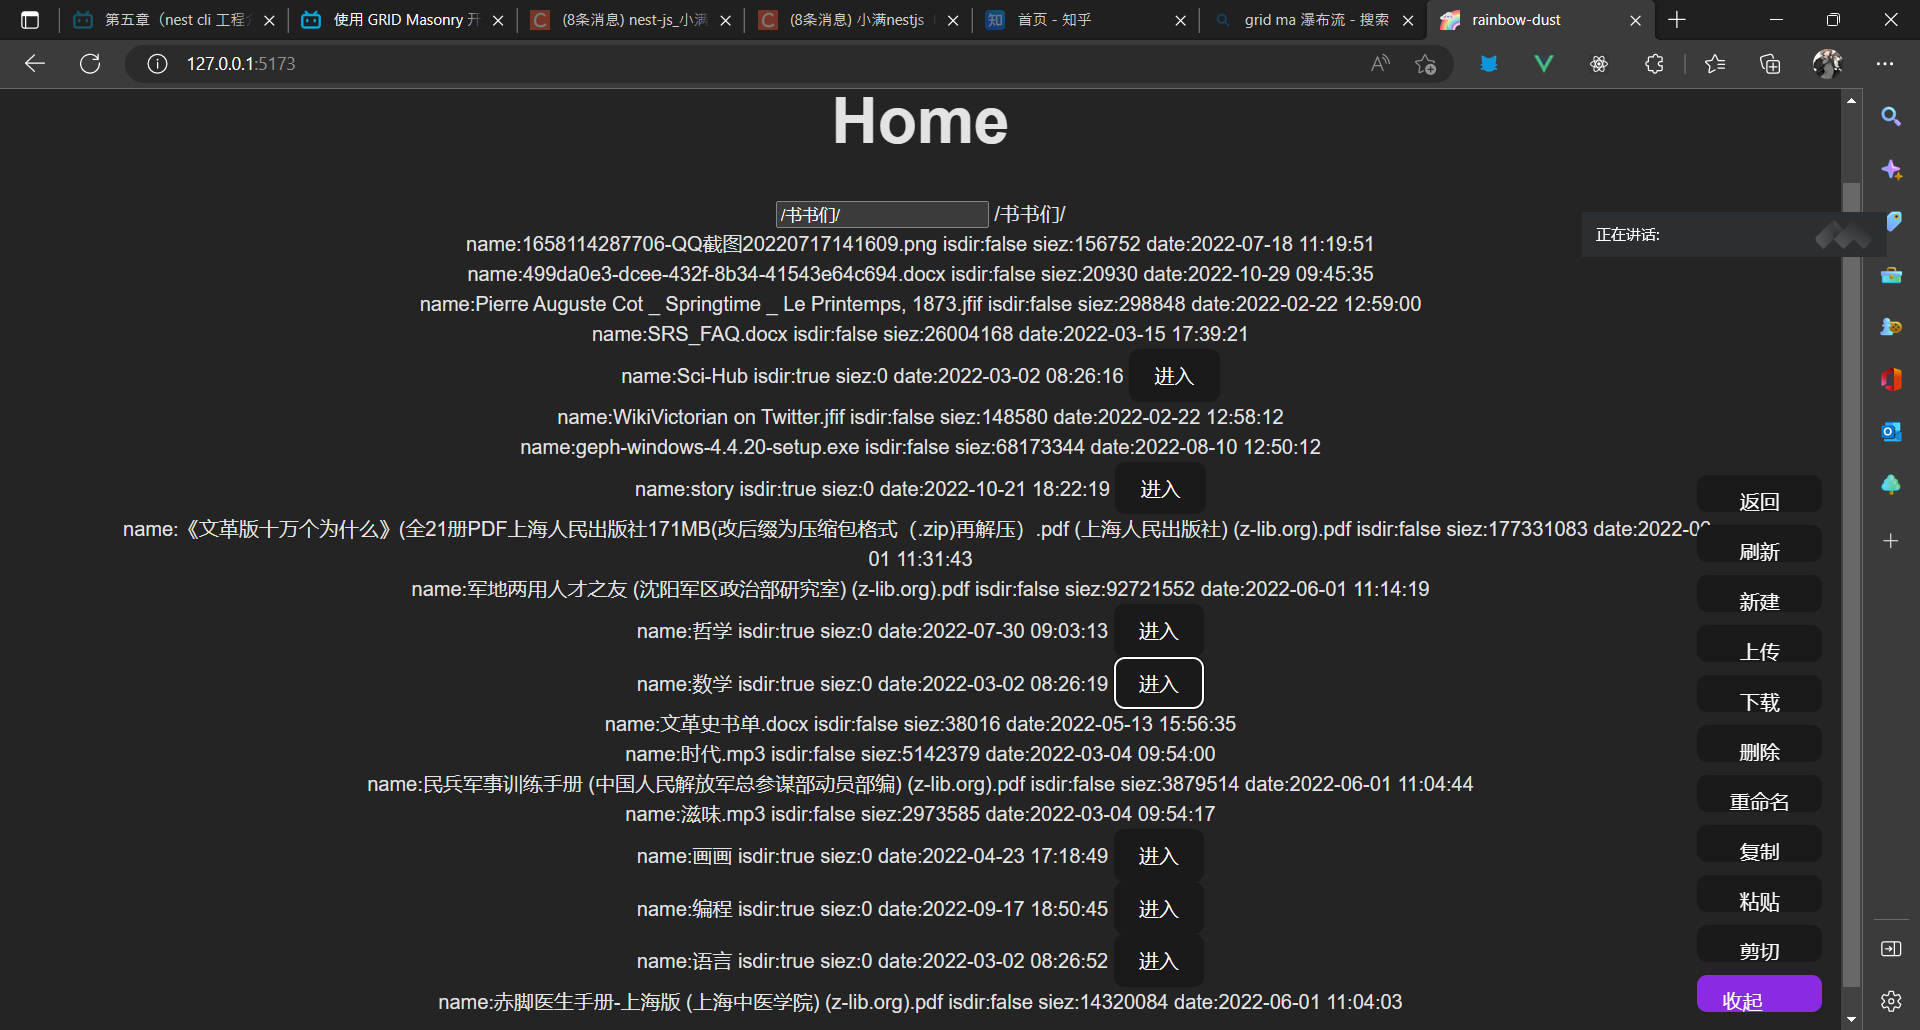 第五章（nest cli 工程
使用 GRID Masonry 开
(8条消息) nest-js_小满
(8条消息) 小满nestjs
首页 - 知乎
grid ma 瀑布流 - 搜索
rainbow-dust
127.0.0.1:5173
Home
/书书们/ /书书们/
正在讲话:
name:1658114287706-QQ截图20220717141609.png isdir:false siez:156752 date:2022-07-18 11:19:51
name:499da0e3-dcee-432f-8b34-41543e64c694.docx isdir:false siez:20930 date:2022-10-29 09:45:35
name:Pierre Auguste Cot _ Springtime _ Le Printemps, 1873.jfif isdir:false siez:298848 date:2022-02-22 12:59:00
name:SRS_FAQ.docx isdir:false siez:26004168 date:2022-03-15 17:39:21
name:Sci-Hub isdir:true siez:0 date:2022-03-02 08:26:16 进入
name:WikiVictorian on Twitter.jfif isdir:false siez:148580 date:2022-02-22 12:58:12
name:geph-windows-4.4.20-setup.exe isdir:false siez:68173344 date:2022-08-10 12:50:12
name:story isdir:true siez:0 date:2022-10-21 18:22:19 进入
name:《文革版十万个为什么》(全21册PDF上海人民出版社171MB(改后缀为压缩包格式（.zip)再解压）.pdf (上海人民出版社) (z-lib.org).pdf isdir:false siez:177331083 date:2022-0
01 11:31:43
name:军地两用人才之友 (沈阳军区政治部研究室) (z-lib.org).pdf isdir:false siez:92721552 date:2022-06-01 11:14:19
name:哲学 isdir:true siez:0 date:2022-07-30 09:03:13 进入
name:数学 isdir:true siez:0 date:2022-03-02 08:26:19 进入
name:文革史书单.docx isdir:false siez:38016 date:2022-05-13 15:56:35
name:时代.mp3 isdir:false siez:5142379 date:2022-03-04 09:54:00
name:民兵军事训练手册 (中国人民解放军总参谋部动员部编) (z-lib.org).pdf isdir:false siez:3879514 date:2022-06-01 11:04:44
name:滋味.mp3 isdir:false siez:2973585 date:2022-03-04 09:54:17
name:画画 isdir:true siez:0 date:2022-04-23 17:18:49 进入
name:编程 isdir:true siez:0 date:2022-09-17 18:50:45 进入
name:语言 isdir:true siez:0 date:2022-03-02 08:26:52 进入
name:赤脚医生手册-上海版 (上海中医学院) (z-lib.org).pdf isdir:false siez:14320084 date:2022-06-01 11:04:03
返回
刷新
新建
上传
下载
删除
重命名
复制
粘贴
剪切
收起